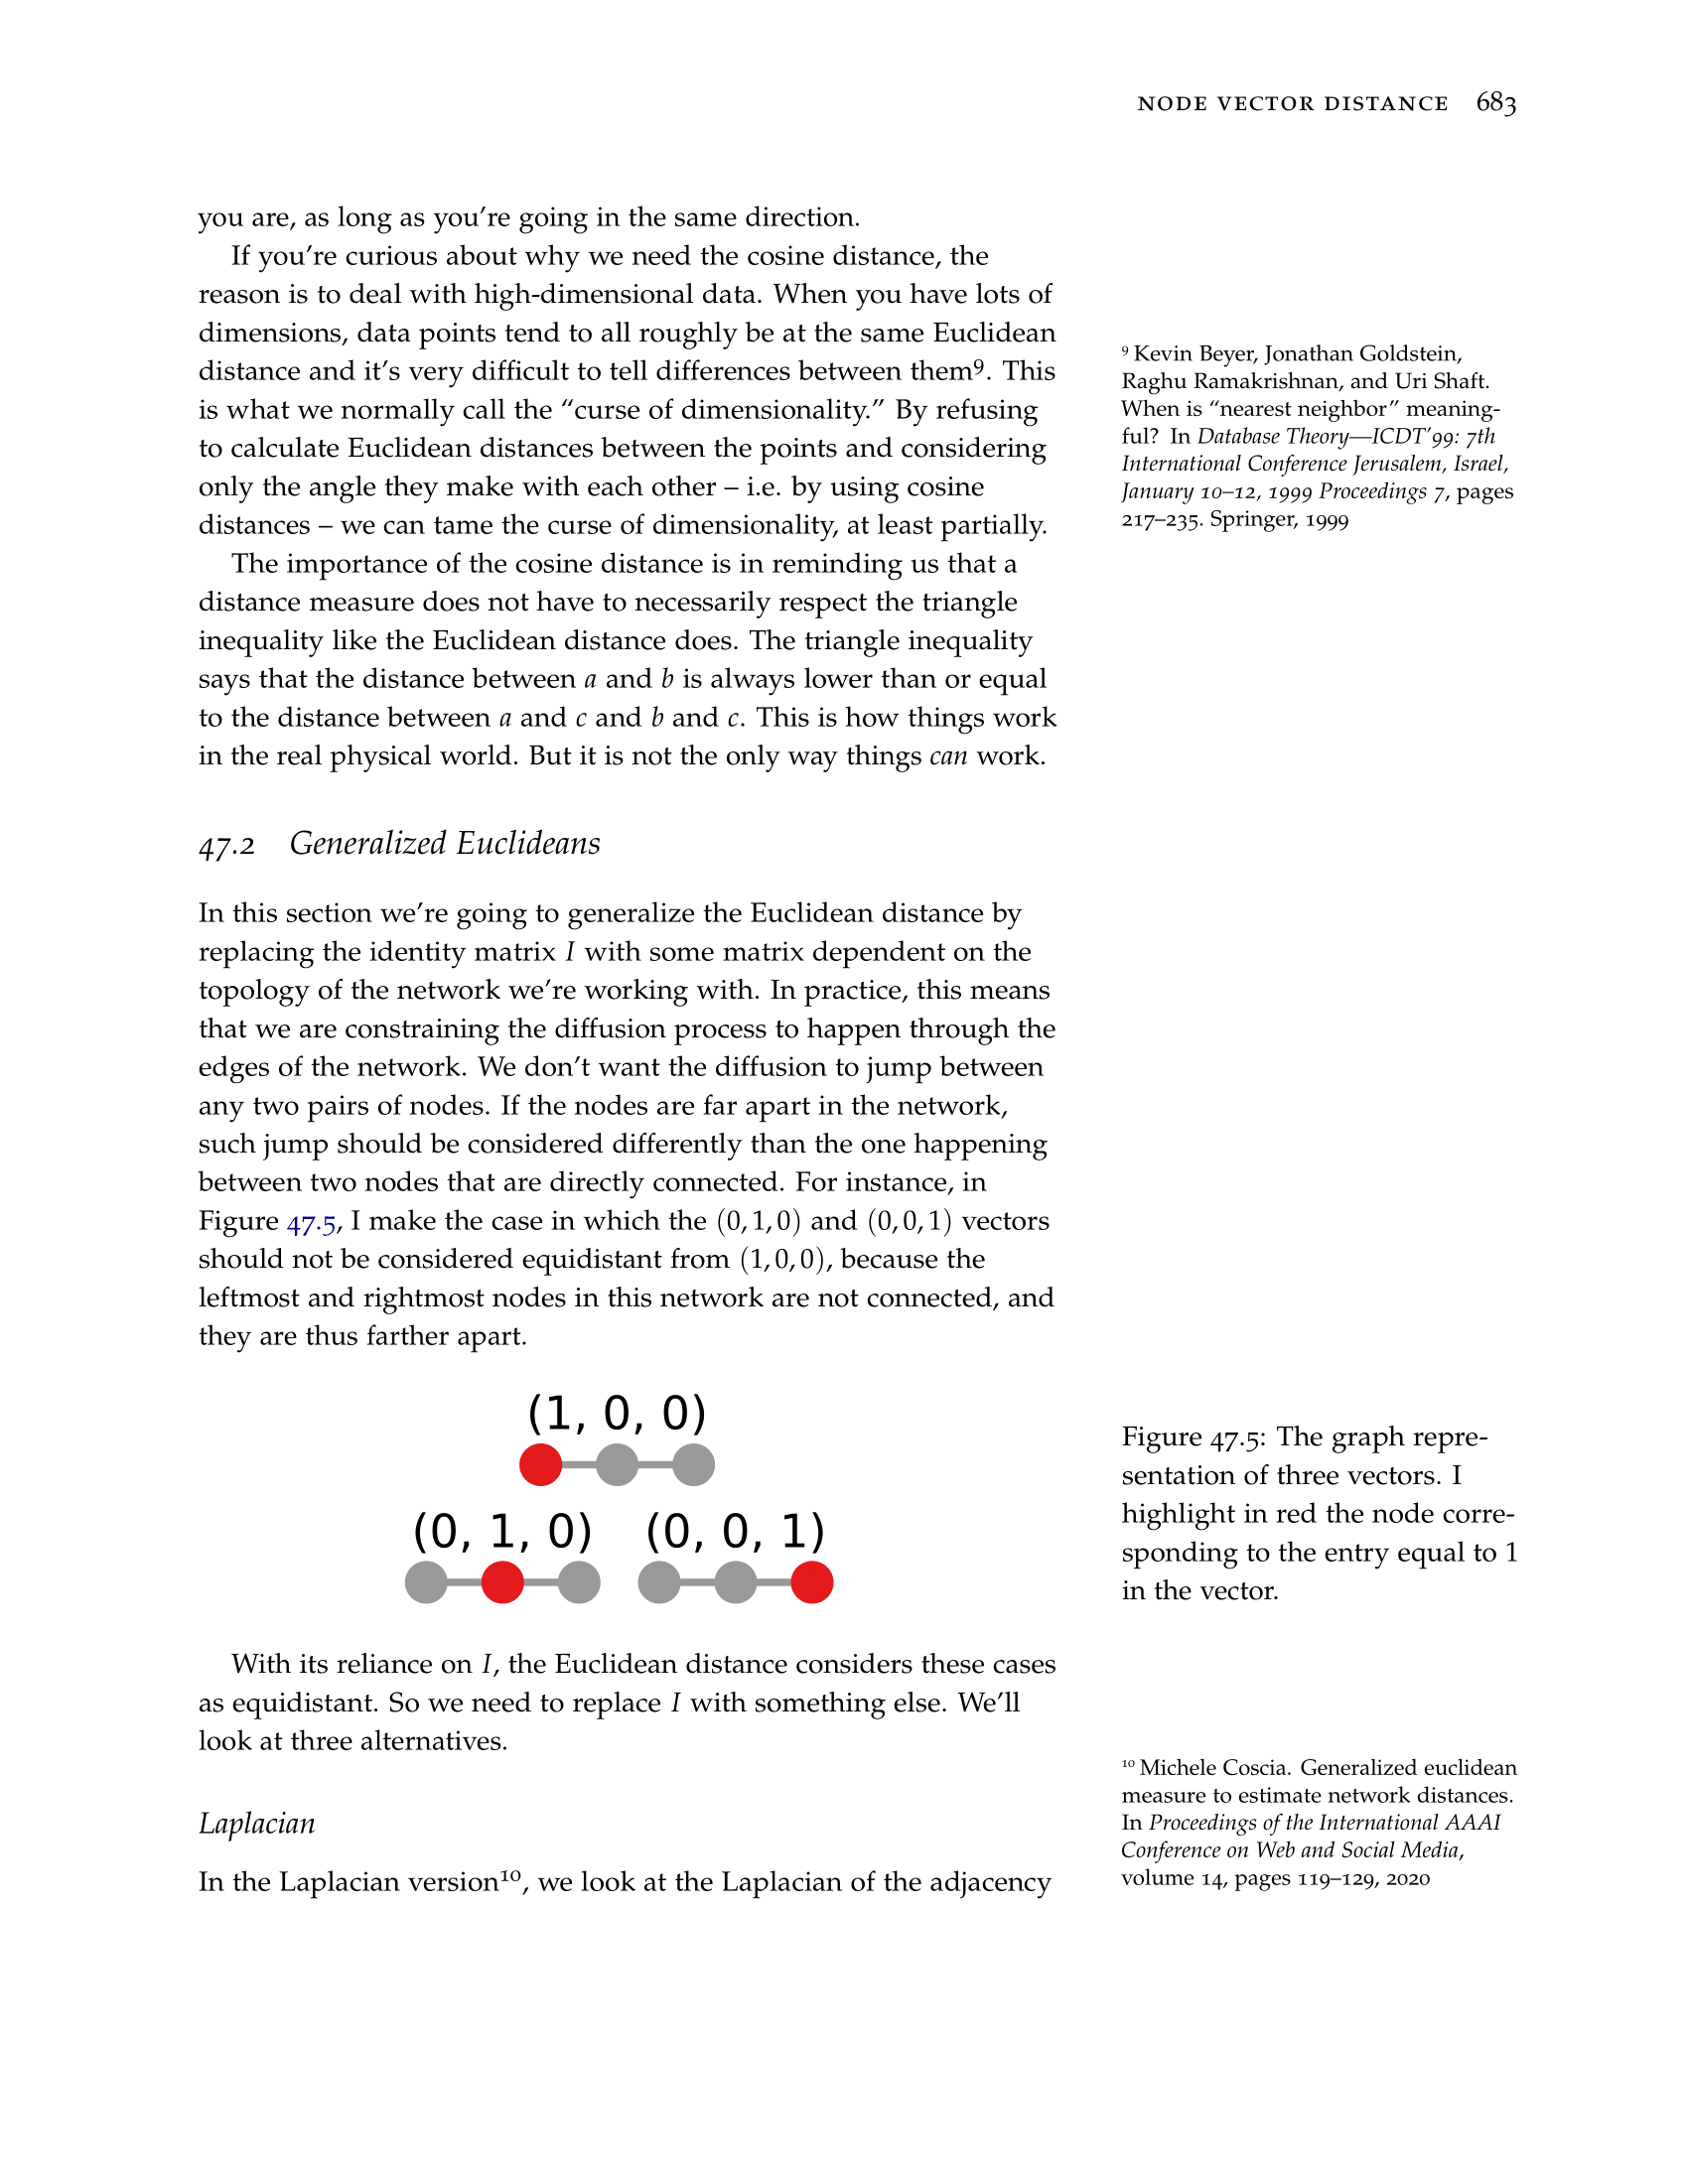 NODE VECTOR DISTANCE 683
you are, as long as you're going in the same direction.
If you're curious about why we need the cosine distance, the
reason is to deal with high-dimensional data. When you have lots of
dimensions, data points tend to all roughly be at the same Euclidean
distance and it's very difficult to tell differences between them⁹. This
is what we normally call the “curse of dimensionality.” By refusing
to calculate Euclidean distances between the points and considering
only the angle they make with each other – i.e. by using cosine
distances – we can tame the curse of dimensionality, at least partially.
The importance of the cosine distance is in reminding us that a
distance measure does not have to necessarily respect the triangle
inequality like the Euclidean distance does. The triangle inequality
says that the distance between a and b is always lower than or equal
to the distance between a and c and b and c. This is how things work
in the real physical world. But it is not the only way things can work.
⁹ Kevin Beyer, Jonathan Goldstein,
Raghu Ramakrishnan, and Uri Shaft.
When is “nearest neighbor” meaning-
ful? In Database Theory—ICDT'99: 7th
International Conference Jerusalem, Israel,
January 10–12, 1999 Proceedings 7, pages
217–235. Springer, 1999
47.2 Generalized Euclideans
In this section we're going to generalize the Euclidean distance by
replacing the identity matrix I with some matrix dependent on the
topology of the network we're working with. In practice, this means
that we are constraining the diffusion process to happen through the
edges of the network. We don't want the diffusion to jump between
any two pairs of nodes. If the nodes are far apart in the network,
such jump should be considered differently than the one happening
between two nodes that are directly connected. For instance, in
Figure 47.5, I make the case in which the (0, 1, 0) and (0, 0, 1) vectors
should not be considered equidistant from (1, 0, 0), because the
leftmost and rightmost nodes in this network are not connected, and
they are thus farther apart.
(1, 0, 0)
(0, 1, 0) (0, 0, 1)
Figure 47.5: The graph repre-
sentation of three vectors. I
highlight in red the node corre-
sponding to the entry equal to 1
in the vector.
With its reliance on I, the Euclidean distance considers these cases
as equidistant. So we need to replace I with something else. We'll
look at three alternatives.
Laplacian
In the Laplacian version¹⁰, we look at the Laplacian of the adjacency
¹⁰ Michele Coscia. Generalized euclidean
measure to estimate network distances.
In Proceedings of the International AAAI
Conference on Web and Social Media,
volume 14, pages 119–129, 2020